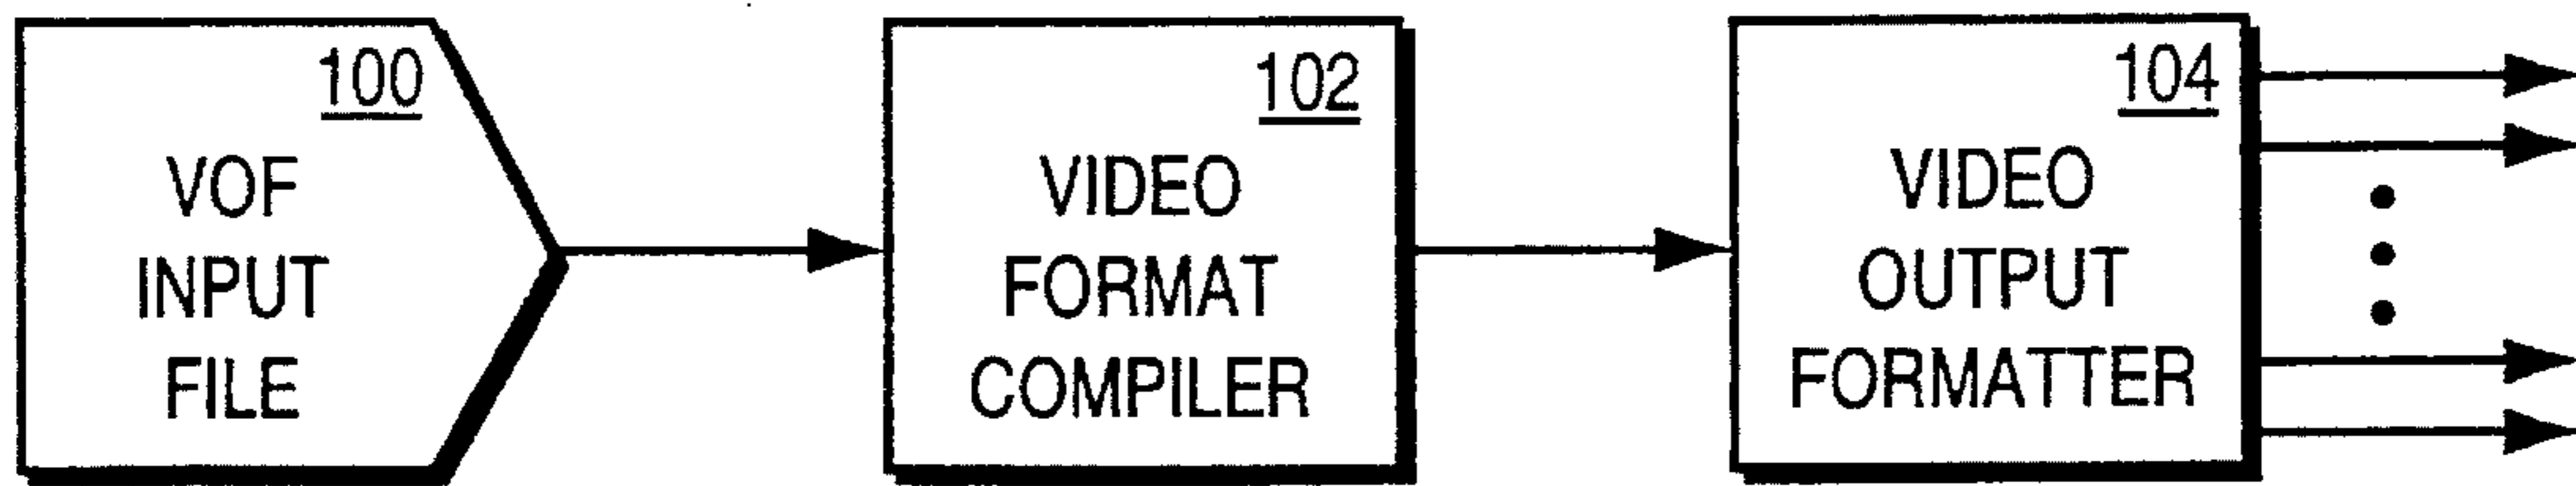 100
VOF
INPUT
FILE
102
VIDEO
FORMAT
COMPILER
104
VIDEO
OUTPUT
FORMATTER